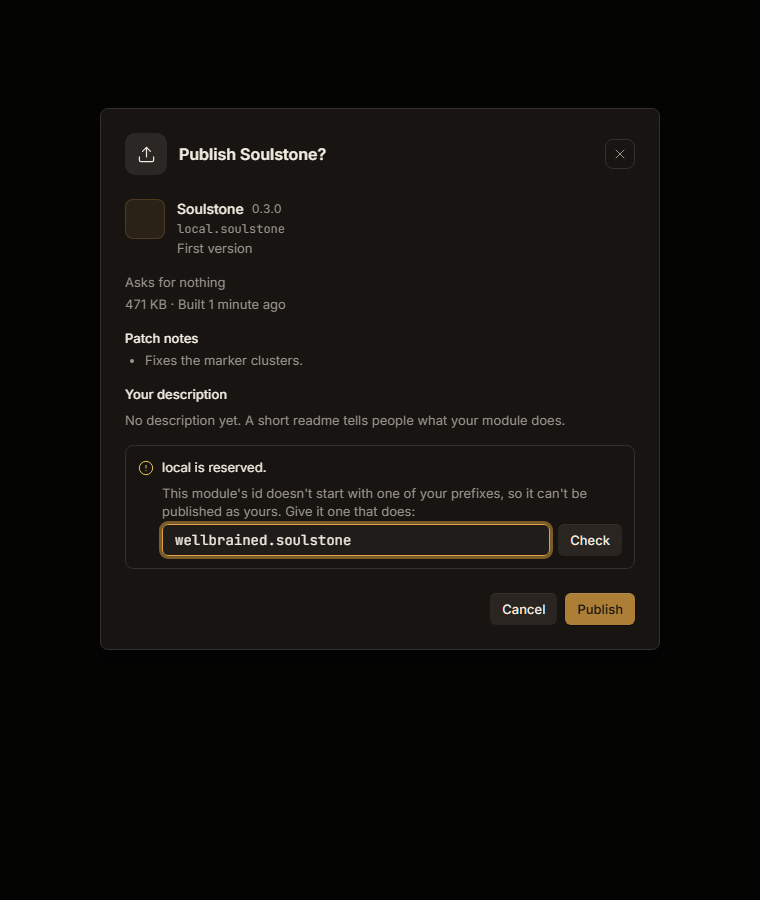 Publish Soulstone?
Soulstone 0.3.0
local.soulstone
First version
Asks for nothing
471 KB · Built 1 minute ago
Patch notes
• Fixes the marker clusters.
Your description
No description yet. A short readme tells people what your module does.
local is reserved.
This module's id doesn't start with one of your prefixes, so it can't be
published as yours. Give it one that does:
wellbrained.soulstone
Check
Cancel
Publish